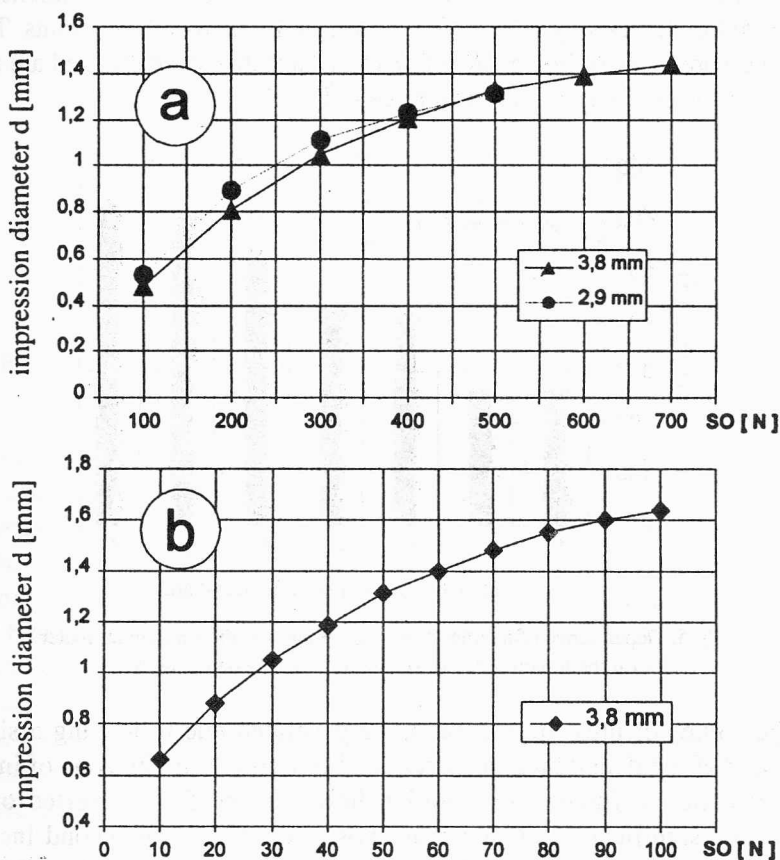 impression diameter d [mm]
1,6
1,4
1,2
1
0,8
0,6
0,4
0,2
0
a
3,8 mm
2,9 mm
100 200 300 400 500 600 700 SO [N]
impression diameter d [mm]
1,8
1,6
1,4
1,2
1
0,8
0,6
0,4
b
3,8 mm
0 10 20 30 40 50 60 70 80 90 100 SO [N]